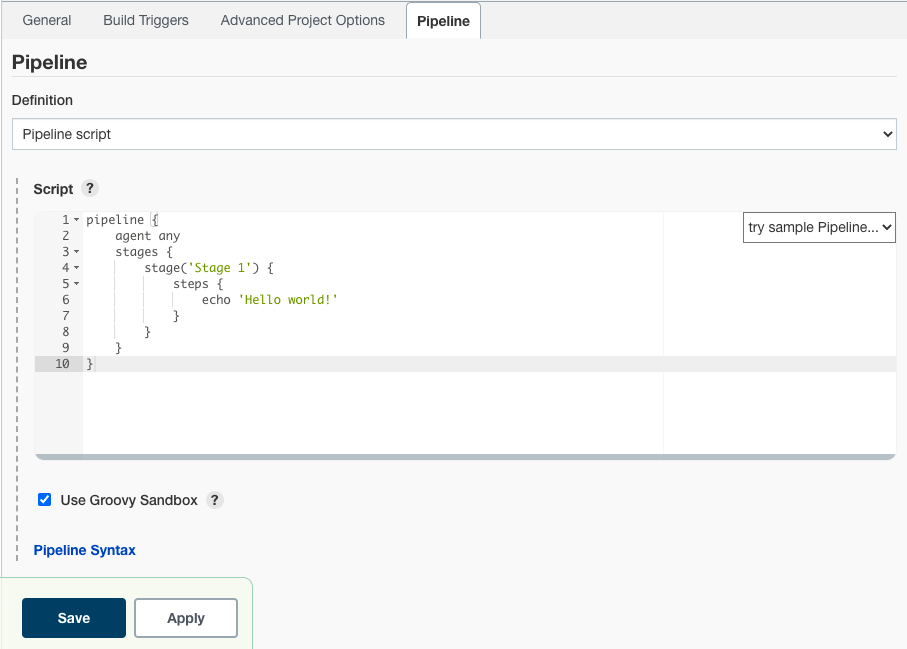 General Build Triggers Advanced Project Options Pipeline
Pipeline
Definition
Pipeline script
Script ?
try sample Pipeline...
1 pipeline {
2     agent any
3     stages {
4         stage('Stage 1') {
5             steps {
6                 echo 'Hello world!'
7             }
8         }
9     }
10 }
Use Groovy Sandbox ?
Pipeline Syntax
Save Apply